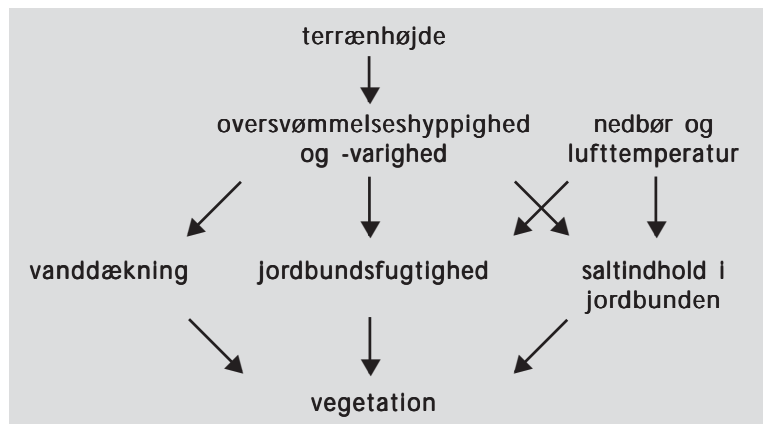 terrænhøjde
oversvømmelseshyppighed
og -varighed
nedbør og
lufttemperatur
vanddækning
jordbundsfugtighed
saltindhold i
jordbunden
vegetation